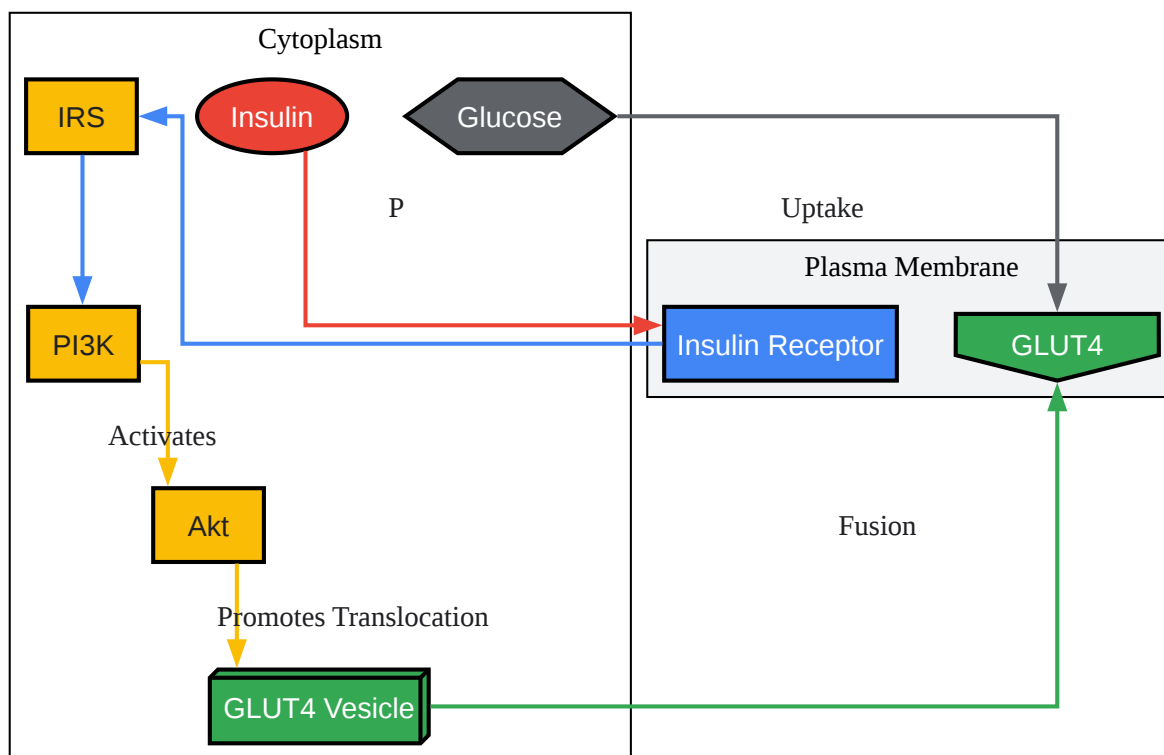 Cytoplasm
IRS
Insulin
Glucose
P
Uptake
Plasma Membrane
PI3K
Insulin Receptor
GLUT4
Activates
Akt
Fusion
Promotes Translocation
GLUT4 Vesicle